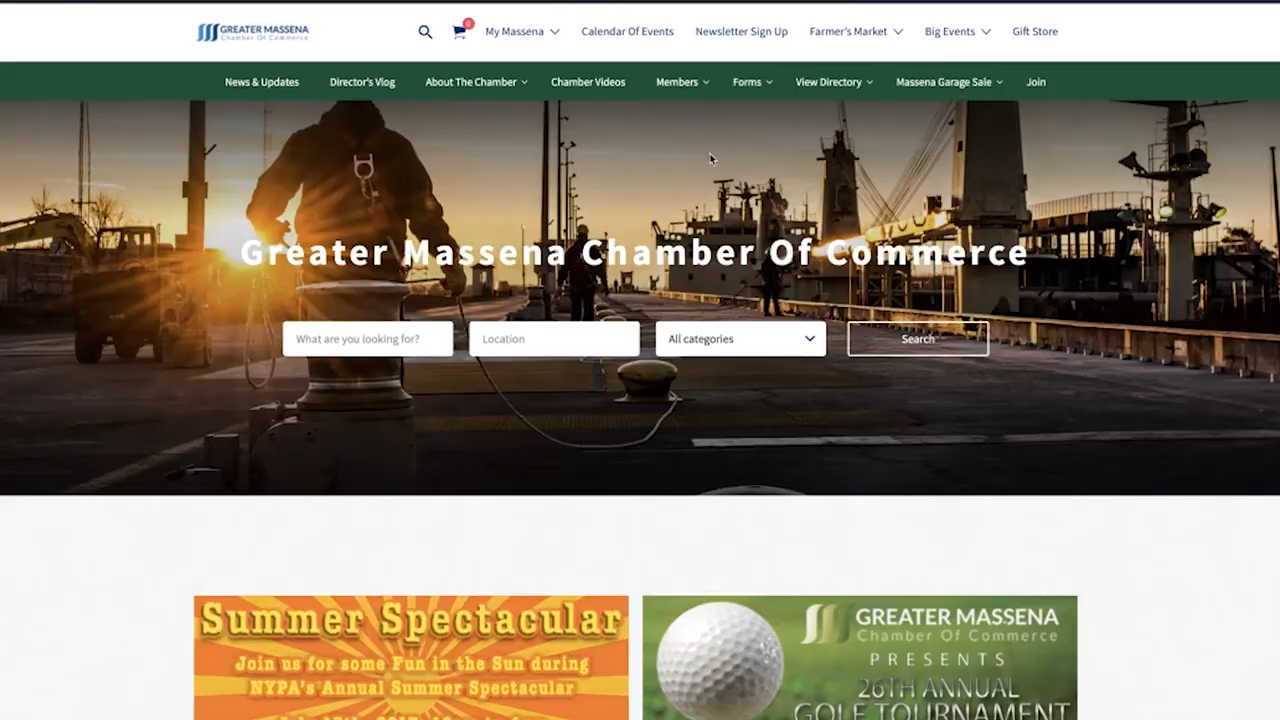 GREATER MASSENA
Chamber Of Commerce
0
My Massena
Calendar Of Events
Newsletter Sign Up
Farmer's Market
Big Events
Gift Store
News & Updates
Director's Vlog
About The Chamber
Chamber Videos
Members
Forms
View Directory
Massena Garage Sale
Join
Greater Massena Chamber Of Commerce
What are you looking for?
Location
All categories
Search
Summer Spectacular
Join us for some Fun in the Sun during
NYPA's Annual Summer Spectacular
GREATER MASSENA
Chamber Of Commerce
PRESENTS
26TH ANNUAL
GOLF TOURNAMENT